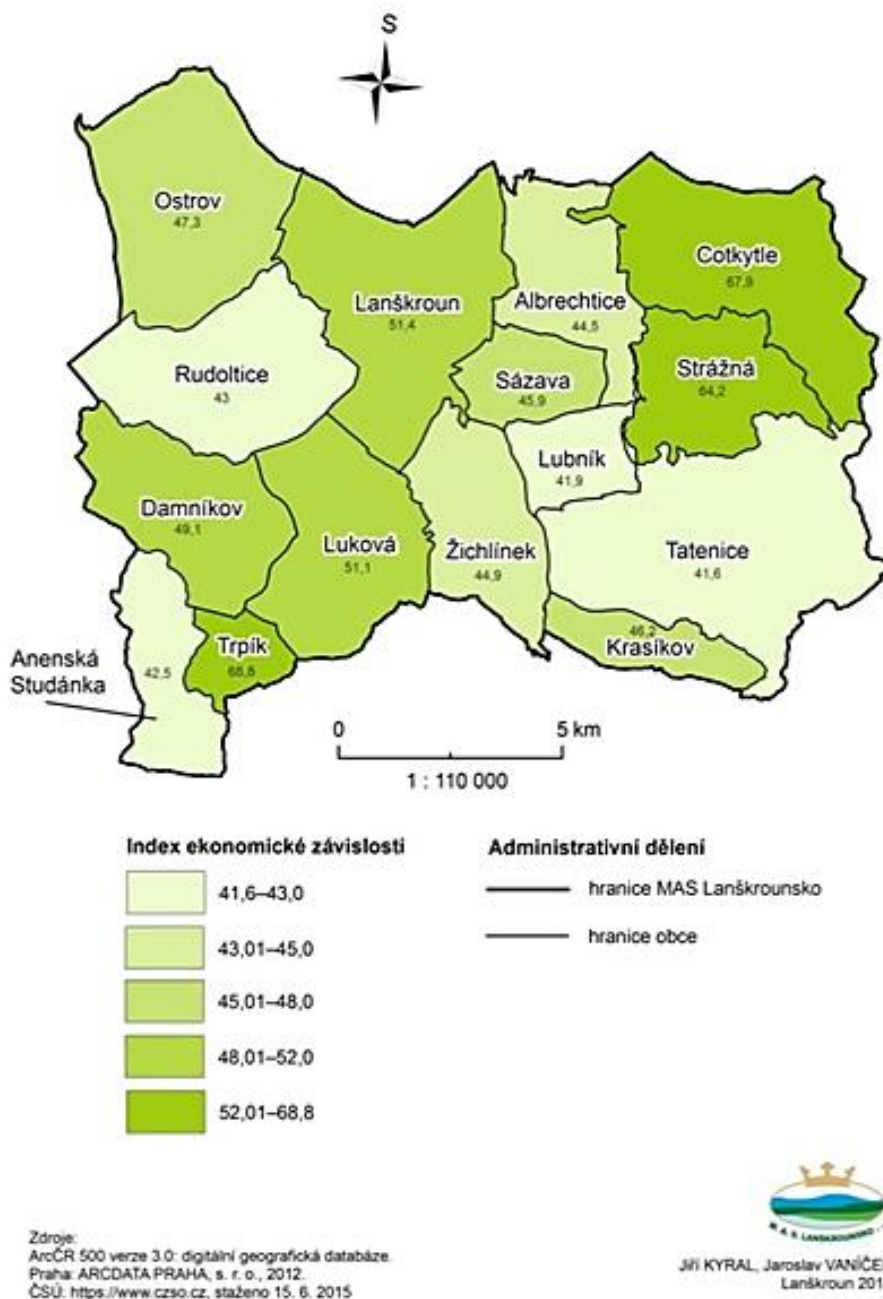 S
Ostrov
47,3
Lanškroun
51,4
Albrechtice
44,5
Cotkytle
67,9
Rudoltice
43
Sázava
45,9
Strážná
64,2
Damníkov
49,1
Luková
51,1
Žichlínek
44,9
Lubník
41,9
Tatenice
41,6
Anenská
Studánka
42,5
Trpík
68,8
46,2
Krasíkov
0 5 km
1 : 110 000
Index ekonomické závislosti
41,6–43,0
43,01–45,0
45,01–48,0
48,01–52,0
52,01–68,8
Administrativní dělení
hranice MAS Lanškrounsko
hranice obce
Zdroje:
ArcČR 500 verze 3.0: digitální geografická databáze.
Praha: ARCDATA PRAHA, s. r. o., 2012.
ČSÚ: https://www.czso.cz, staženo 15. 6. 2015
M. A. S. LANŠKROUNSKO
Jiří KYRAL, Jaroslav VANÍČE
Lanškroun 201